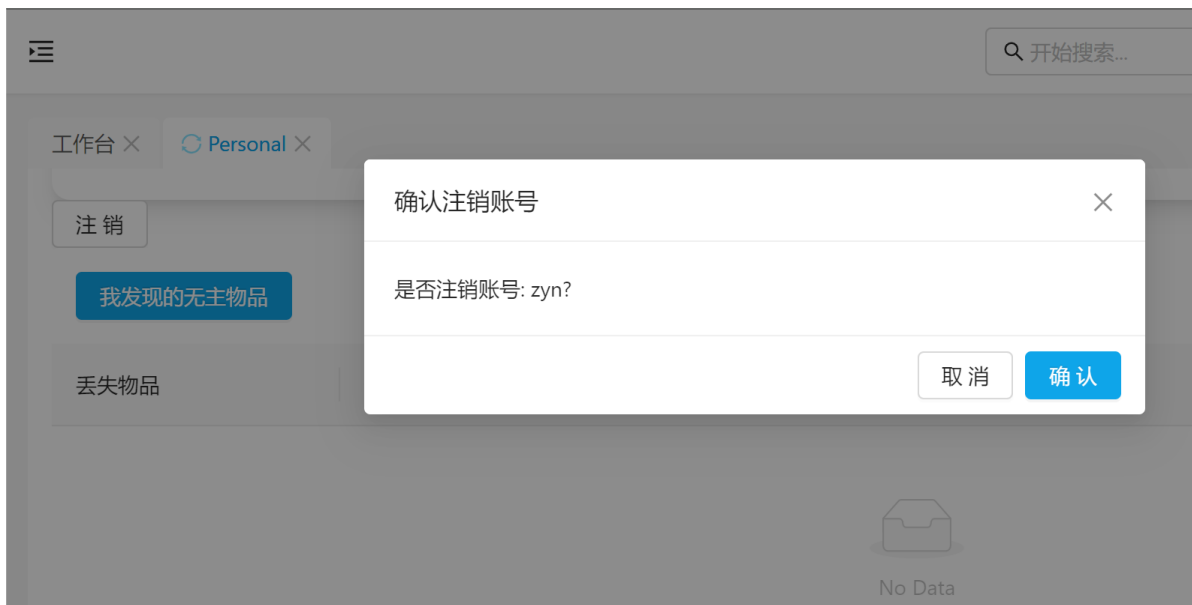 开始搜索...
工作台
Personal
确认注销账号
注 销
是否注销账号: zyn?
我发现的无主物品
取 消
确 认
丢失物品
No Data